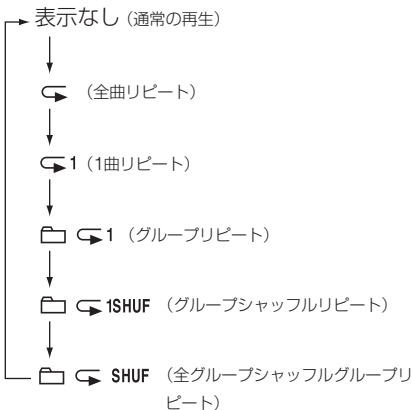 表示なし（通常の再生）
（全曲リピート）
1（1曲リピート）
1（グループリピート）
1SHUF（グループシャッフルリピート）
SHUF（全グループシャッフルグループリ
ピート）